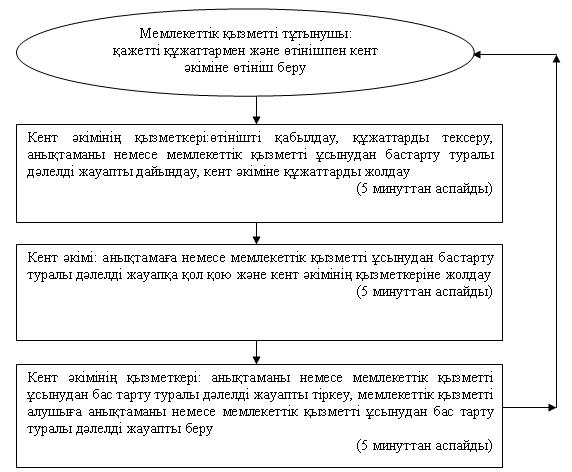 Мемлекеттік қызметті тұтынушы:
қажетті құжаттармен және өтінішпен кент
әкіміне өтініш беру
Кент әкімінің қызметкері:өтінішті қабылдау, құжаттарды тексеру,
анықтаманы немесе мемлекеттік қызметті ұсынудан бастарту туралы
дәлелді жауапты дайындау, кент әкіміне құжаттарды жолдау
(5 минуттан аспайды)
Кент әкімі: анықтамаға немесе мемлекеттік қызметті ұсынудан бастарту
туралы дәлелді жауапқа қол қою және кент әкімінің қызметкеріне жолдау
(5 минуттан аспайды)
Кент әкімінің қызметкері: анықтаманы немесе мемлекеттік қызметті
ұсынудан бас тарту туралы дәлелді жауапты тіркеу, мемлекеттік қызметті
алушыға анықтаманы немесе мемлекеттік қызметті ұсынудан бас тарту
туралы дәлелді жауапты беру
(5 минуттан аспайды)